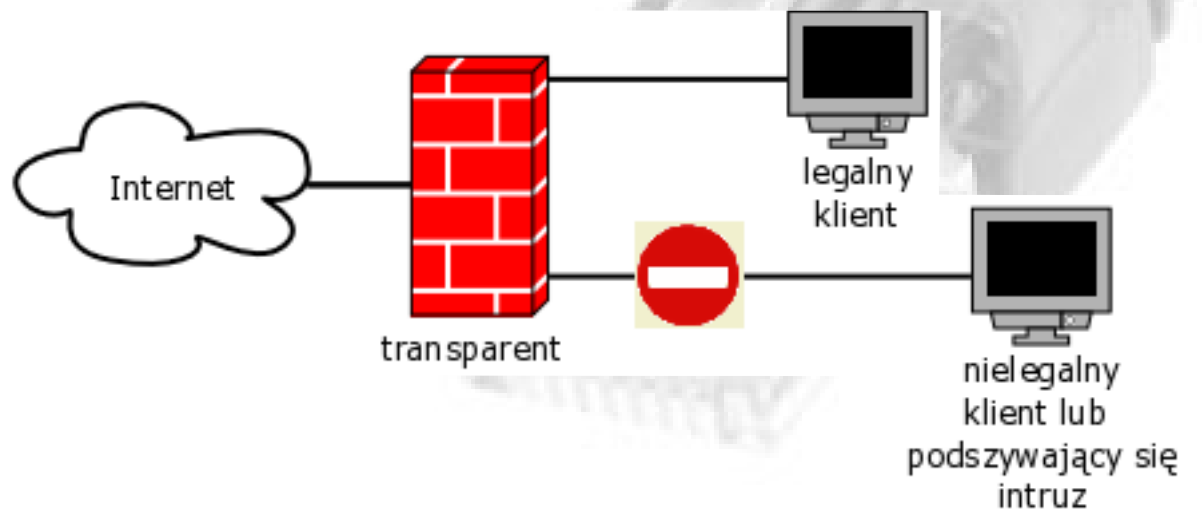 Internet
transparent
legalny
klient
nielegalny
klient lub
podszywający się
intruz